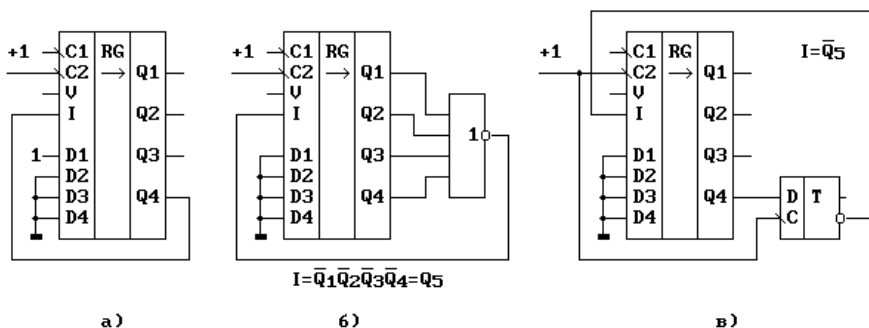 +1 C1 RG
C2 → Q1
V
I Q2
1 D1 Q3
D2
D3 Q4
D4
а)
+1 C1 RG
C2 → Q1
V
I Q2
1
D1 Q3
D2
D3 Q4
D4
I=Q̅1Q̅2Q̅3Q̅4=Q5
б)
I=Q̅5
+1 C1 RG
C2 → Q1
V
I Q2
D1 Q3
D2
D3 Q4 D T
D4 C
в)